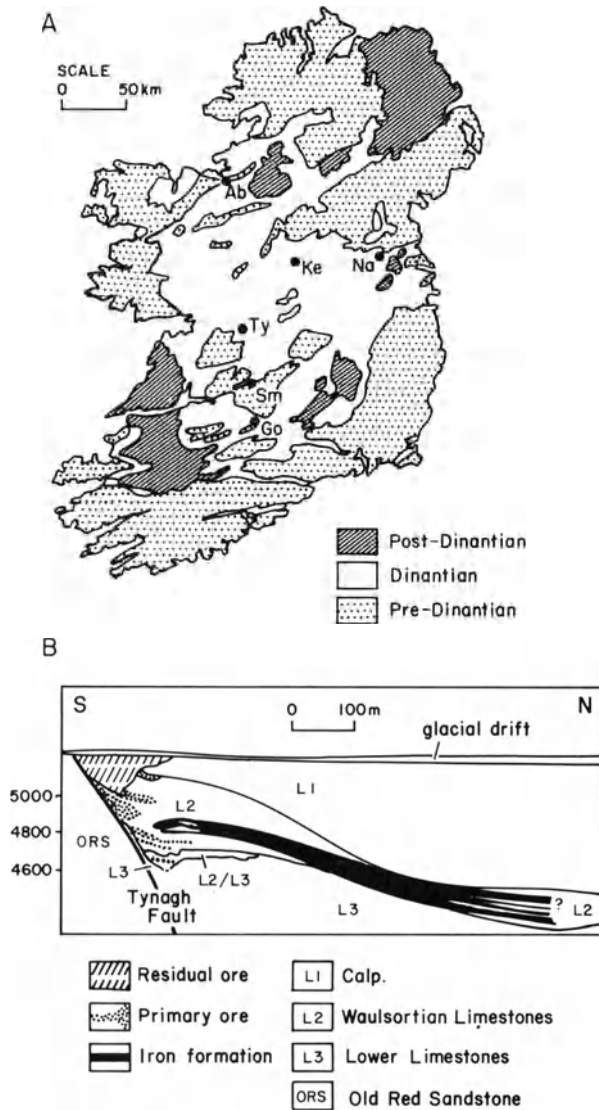 A
SCALE
0 50km
Ab
Ke
Na
Ty
Sm
Go
Post-Dinantian
Dinantian
Pre-Dinantian
B
S N
0 100m
glacial drift
L1
5000
L2
4800
ORS
4600
L3
L2/L3
L3
? L2
Tynagh
Fault
Residual ore
L1 Calp.
Primary ore
L2 Waulsortian Limestones
Iron formation
L3 Lower Limestones
ORS Old Red Sandstone